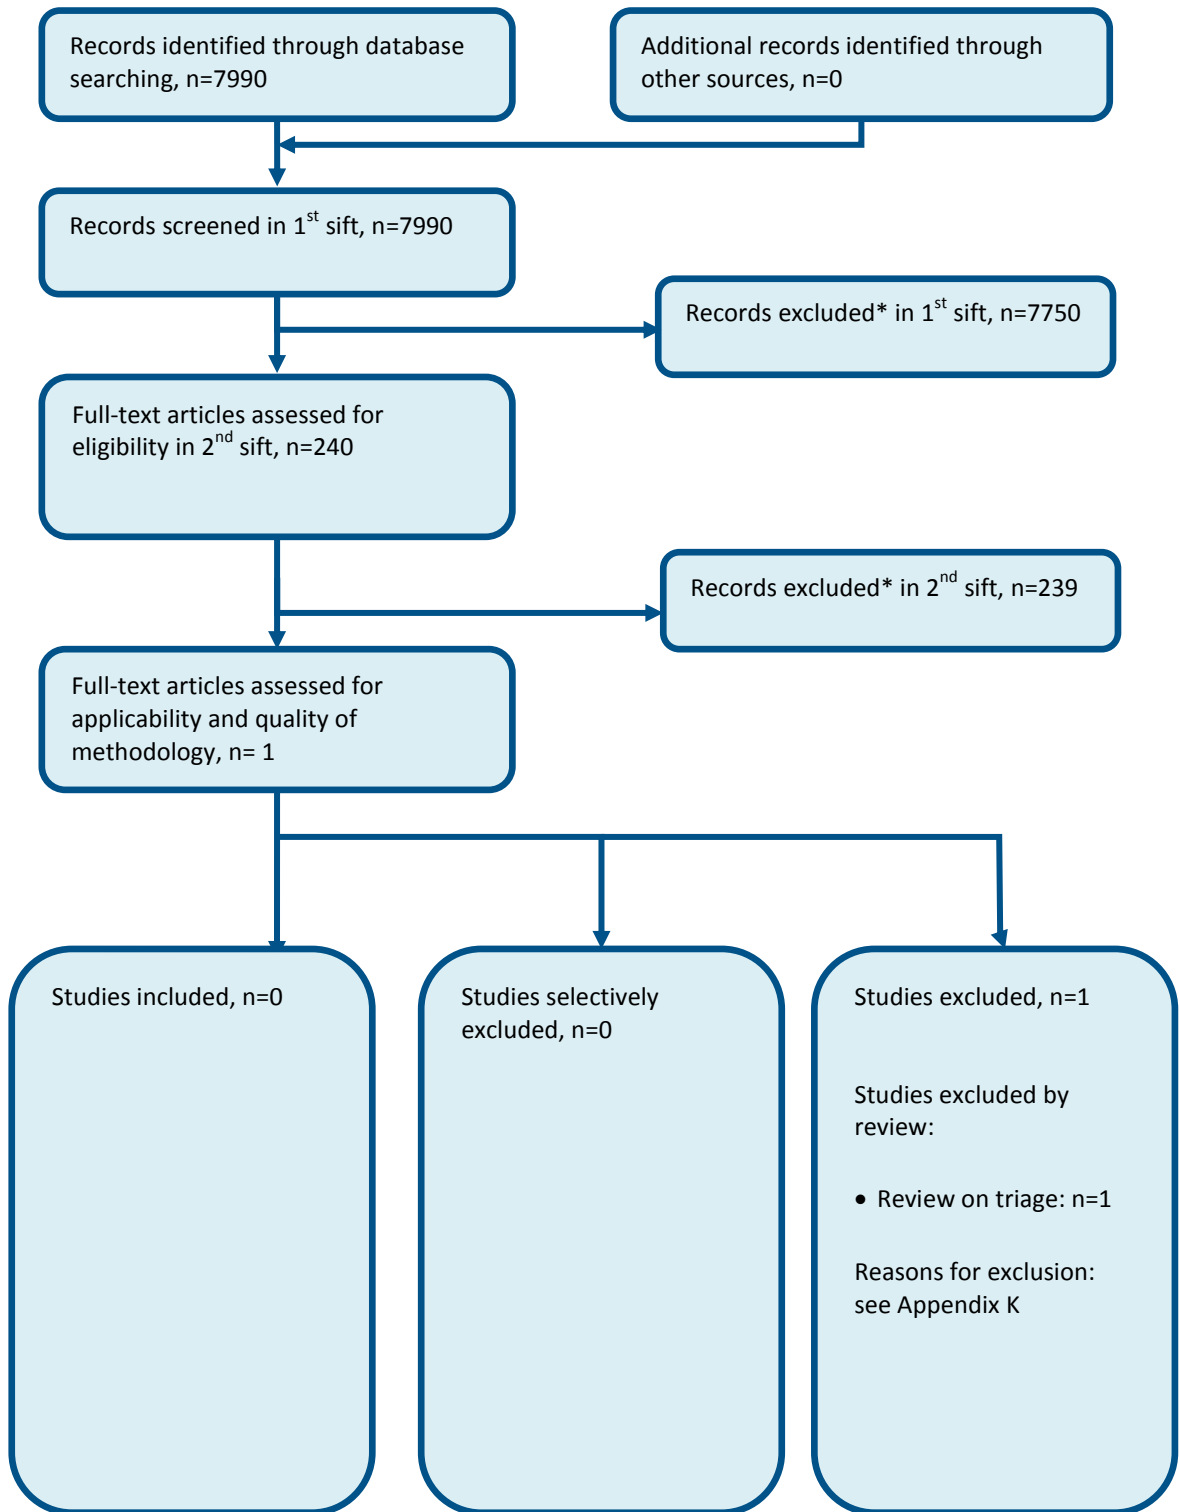 Records identified through database
searching, n=7990
Additional records identified through
other sources, n=0
Records screened in 1st sift, n=7990
Records excluded* in 1st sift, n=7750
Full-text articles assessed for
eligibility in 2nd sift, n=240
Records excluded* in 2nd sift, n=239
Full-text articles assessed for
applicability and quality of
methodology, n= 1
Studies included, n=0
Studies selectively
excluded, n=0
Studies excluded, n=1
Studies excluded by
review:
• Review on triage: n=1
Reasons for exclusion:
see Appendix K